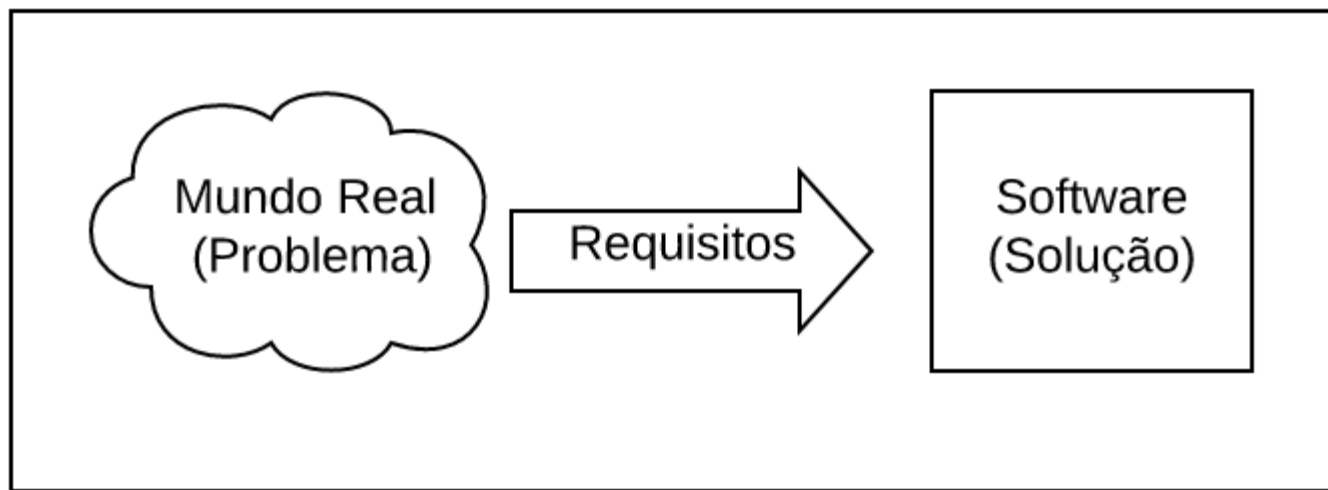 Mundo Real
(Problema)
Requisitos
Software
(Solução)